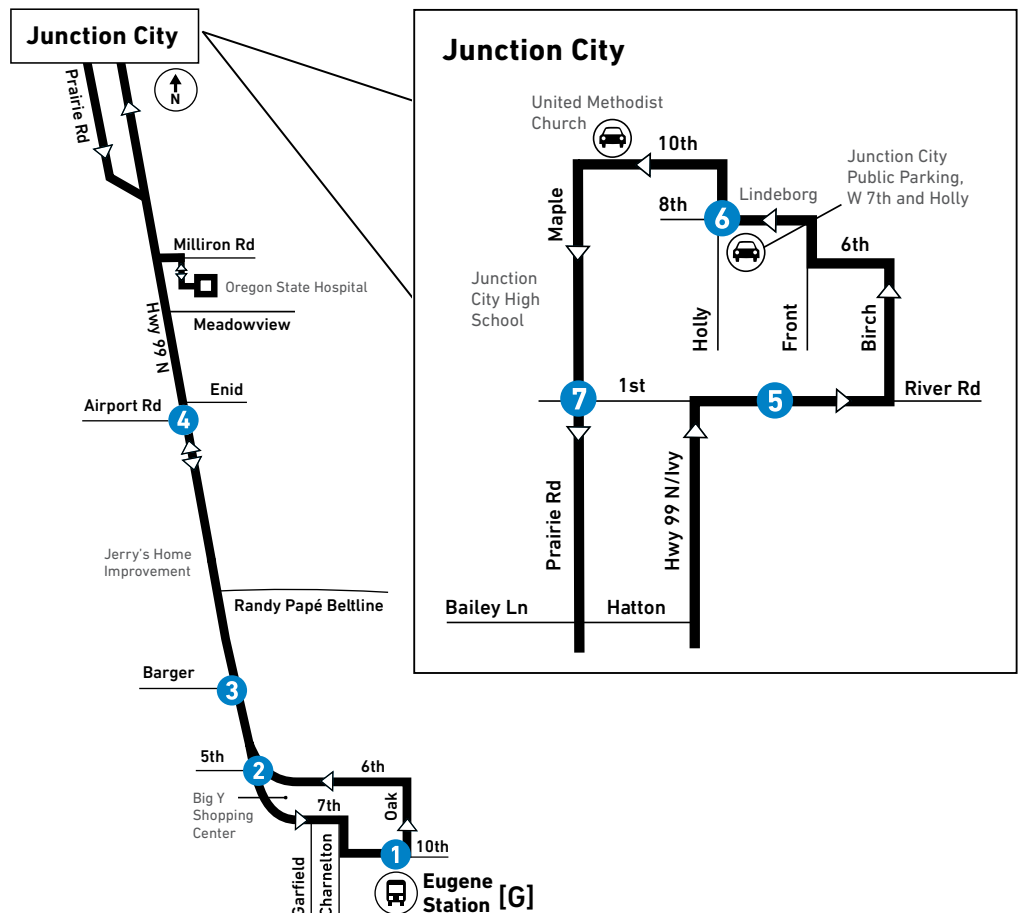 Junction City
Prairie Rd
N
Milliron Rd
Oregon State Hospital
Hwy 99 N
Meadowview
Enid
Airport Rd
4
Jerry's Home
Improvement
Randy Papé Beltline
Barger
3
5th
2
6th
Big Y
Shopping
Center
7th
Oak
Garfield
Charnelton
1
10th
Eugene
Station [G]
Junction City
United Methodist
Church
10th
Junction City
Public Parking,
W 7th and Holly
Maple
8th
6
Lindeborg
6th
Junction
City High
School
Holly
Front
Birch
7
1st
5
River Rd
Prairie Rd
Hwy 99 N/Ivy
Bailey Ln
Hatton